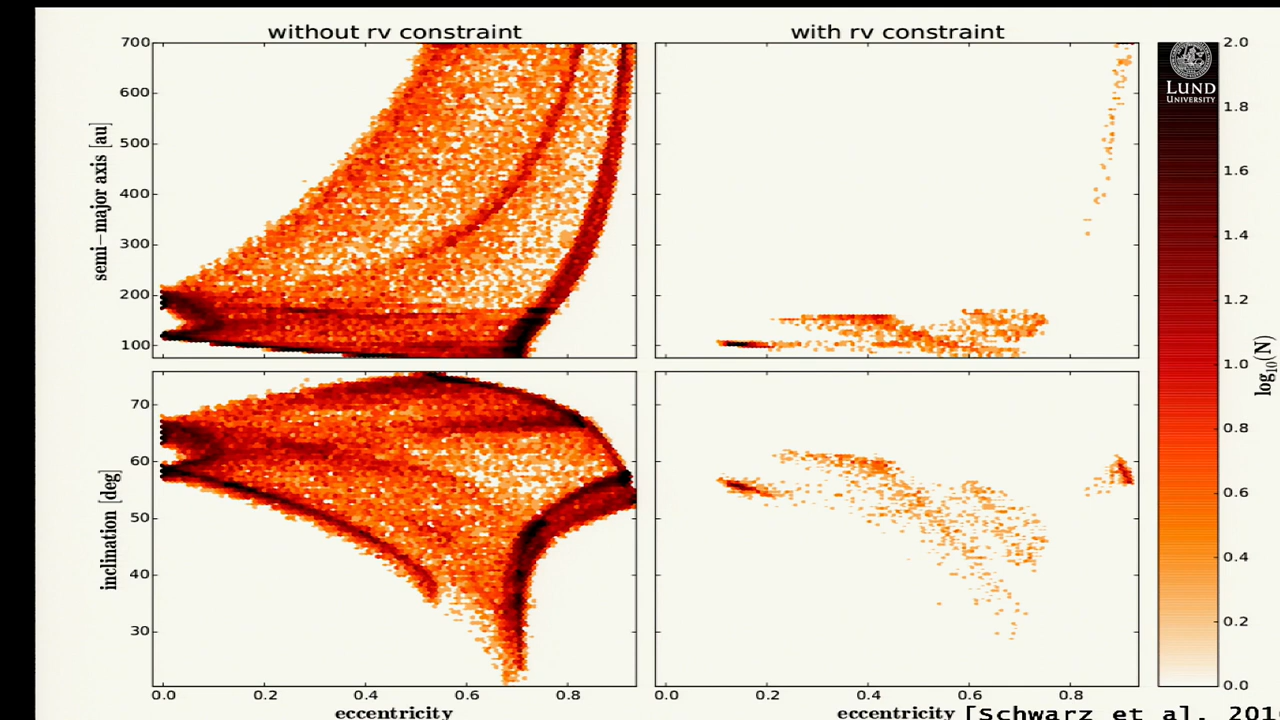 without rv constraint
with rv constraint
700
600
500
400
300
200
100
semi−major axis [au]
70
60
50
40
30
inclination [deg]
0.0 0.2 0.4 0.6 0.8
0.0 0.2 0.4 0.6 0.8
eccentricity
eccentricity
[Schwarz et al. 201
LUND
UNIVERSITY
2.0
1.8
1.6
1.4
1.2
1.0
0.8
0.6
0.4
0.2
0.0
log10(N)